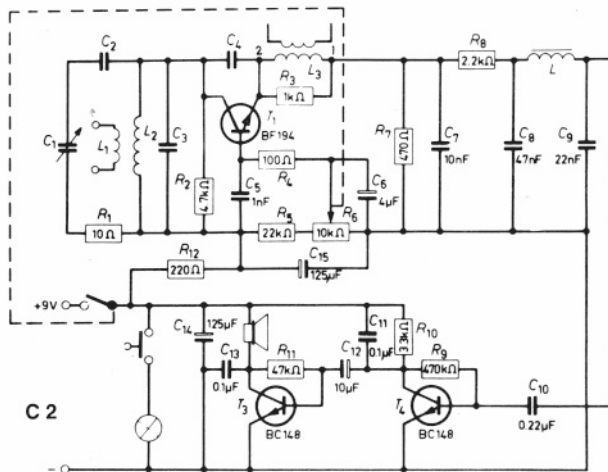 C2
C4
2
L3
R8
2.2kΩ
L
R3
1kΩ
C1
L1
L2
C3
T1
BF194
R7
470Ω
C7
10nF
C8
47nF
C9
22nF
R2
4.7kΩ
100Ω
R4
C5
1nF
C6
4µF
R1
10Ω
R5
22kΩ
R6
10kΩ
R12
220Ω
C15
125µF
+9V
C14
125µF
C11
0.1µF
R10
3.3kΩ
C13
0.1µF
R11
47kΩ
C12
10µF
R9
470kΩ
C10
0.22µF
C2
T3
BC148
T4
BC148
−